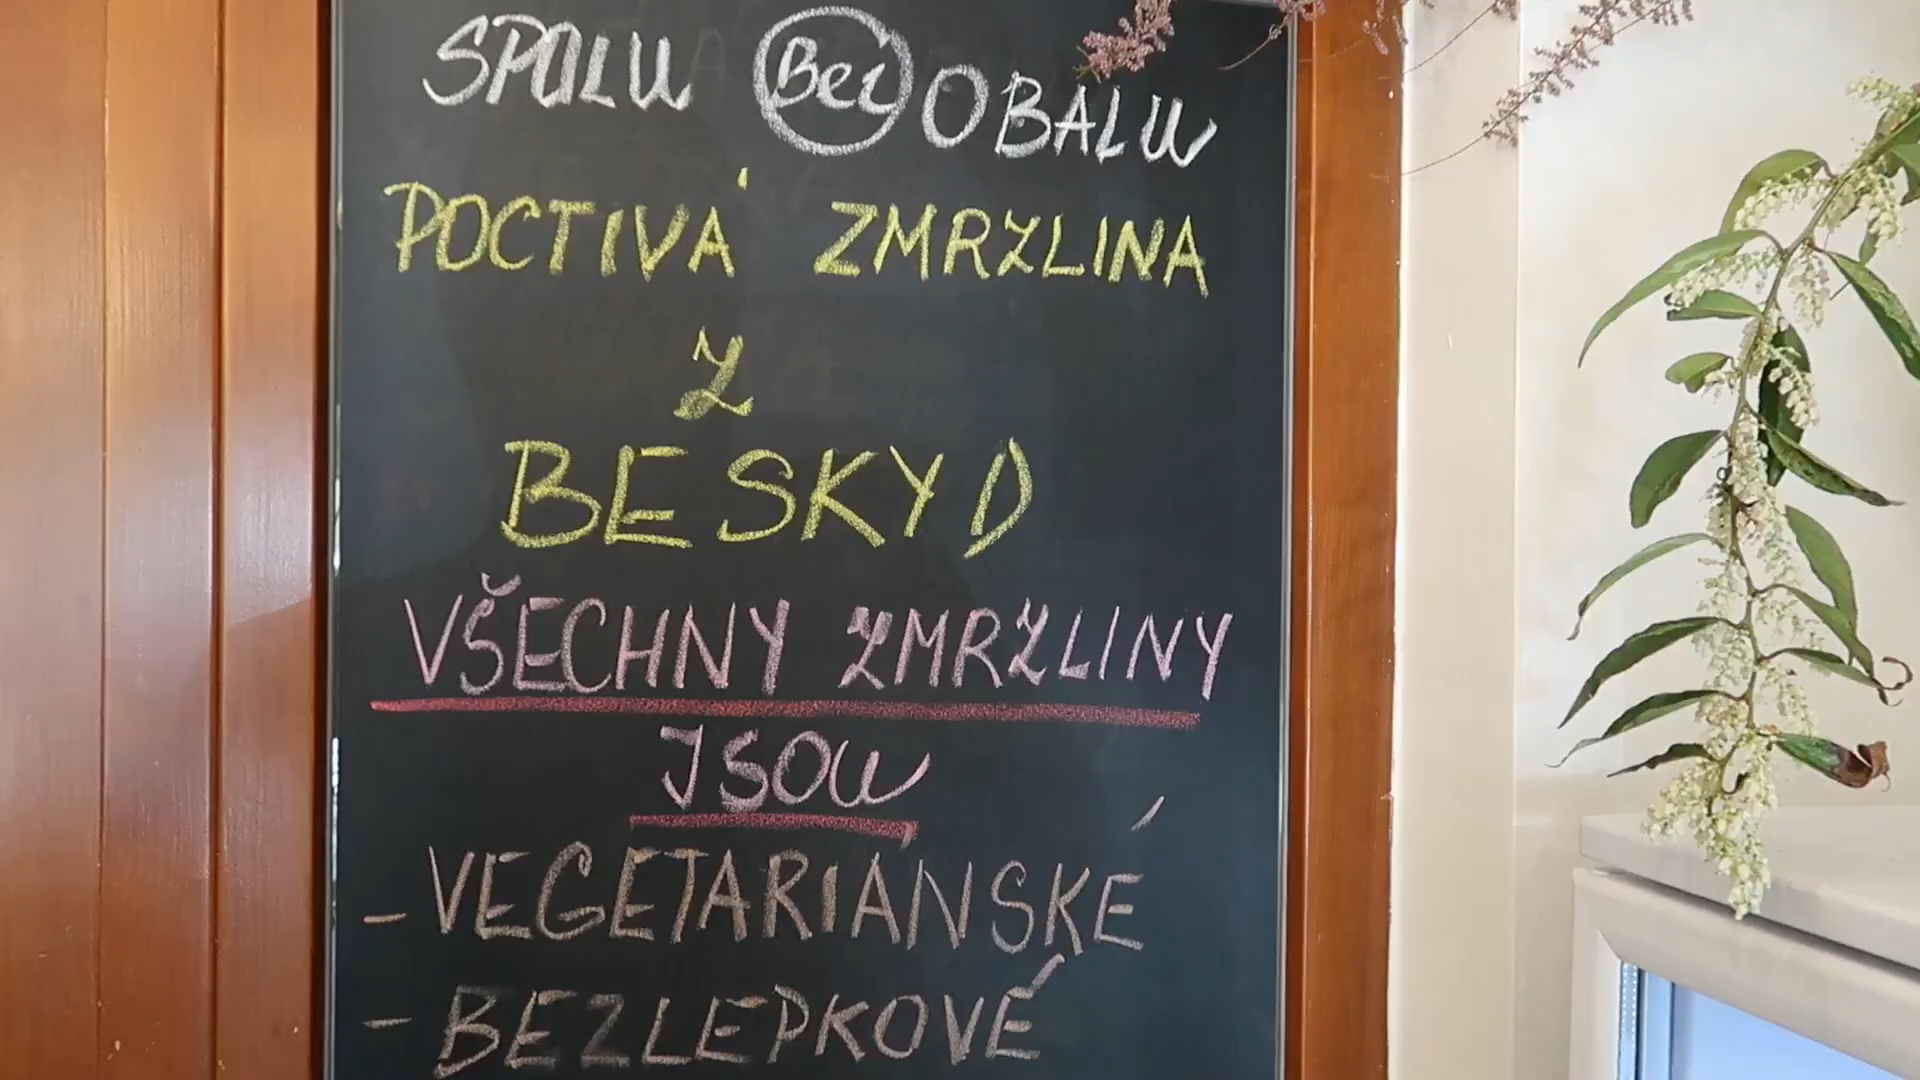 SPOLU Bez OBALU
POCTIVÁ ZMRZLINA
Z
BESKYD
VŠECHNY ZMRZLINY
JSOU
- VEGETARIÁNSKÉ
- BEZLEPKOVÉ